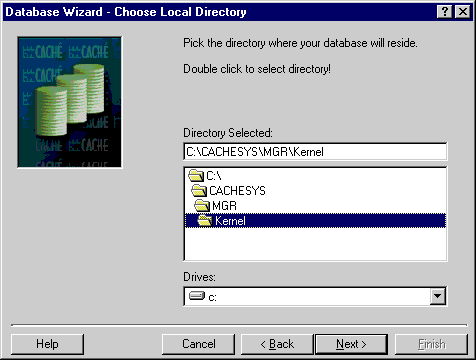 Database Wizard - Choose Local Directory
Pick the directory where your database will reside.
Double click to select directory!
CACHÉ
CACHÉ
CACHÉ
Directory Selected:
C:\CACHESYS\MGR\Kernel
C:\
CACHESYS
MGR
Kernel
Drives:
c:
Help
Cancel
< Back
Next >
Finish